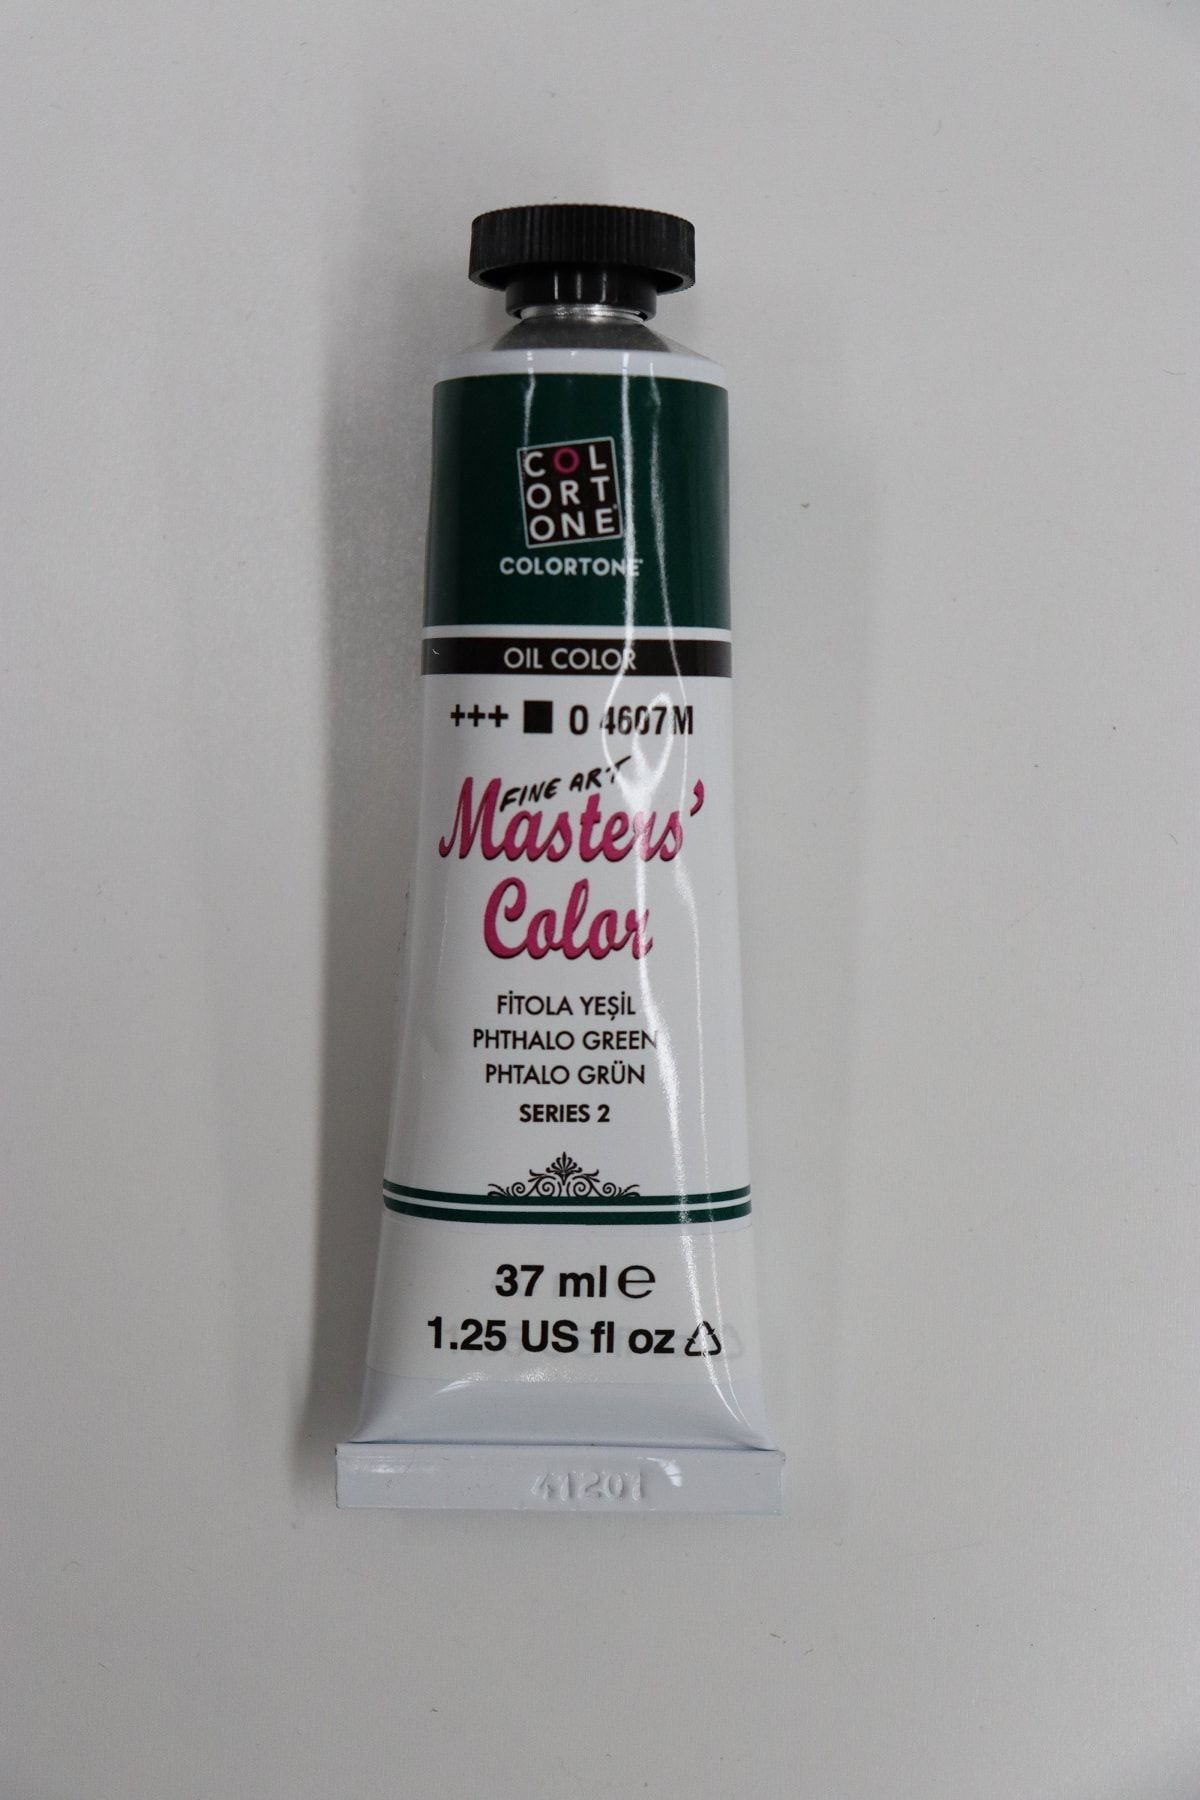 COL
ORT
ONE
COLORTONE
OIL COLOR
+++ ■ O 4607 M
FINE ART
Masters'
Color
FİTOLA YEŞİL
PHTHALO GREEN
PHTALO GRÜN
SERIES 2
37 ml ℮
1.25 US fl oz
41201